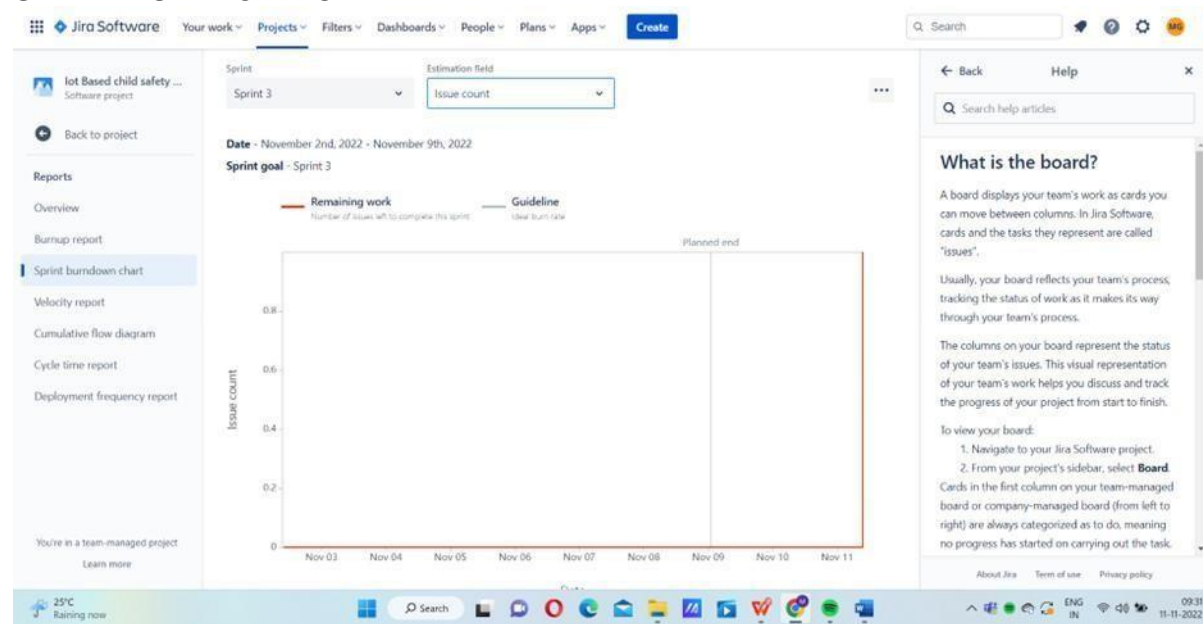 Jira Software Your work Projects Filters Dashboards People Plans Apps Create Search MG
Iot Based child safety ...
Software project
Back to project
Reports
Overview
Burnup report
Sprint burndown chart
Velocity report
Cumulative flow diagram
Cycle time report
Deployment frequency report
You're in a team-managed project
Learn more
Sprint Estimation field
Sprint 3 Issue count
Date - November 2nd, 2022 - November 9th, 2022
Sprint goal - Sprint 3
Remaining work Guideline
Number of issues left to complete this sprint Ideal burn rate
Planned end
0.8
0.6
0.4
0.2
0
Issue count
Nov 03 Nov 04 Nov 05 Nov 06 Nov 07 Nov 08 Nov 09 Nov 10 Nov 11
Back Help
Search help articles
What is the board?
A board displays your team's work as cards you
can move between columns. In Jira Software,
cards and the tasks they represent are called
"issues".
Usually, your board reflects your team's process,
tracking the status of work as it makes its way
through your team's process.
The columns on your board represent the status
of your team's issues. This visual representation
of your team's work helps you discuss and track
the progress of your project from start to finish.
To view your board:
1. Navigate to your Jira Software project.
2. From your project's sidebar, select Board.
Cards in the first column on your team-managed
board or company-managed board (from left to
right) are always categorized as to do, meaning
no progress has started on carrying out the task.
About Jira Term of use Privacy policy
25°C
Raining now
Search
ENG
IN
09:31
11-11-2022